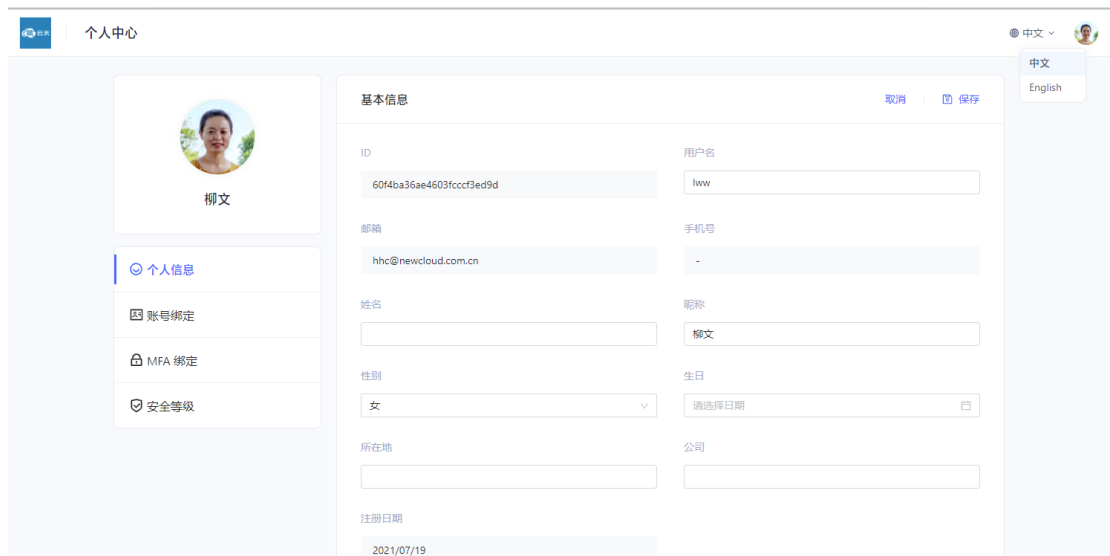 个人中心
中文
中文
English
柳文
个人信息
账号绑定
MFA 绑定
安全等级
基本信息
取消
保存
ID
用户名
60f4ba36ae4603fcccf3ed9d
lww
邮箱
手机号
hhc@newcloud.com.cn
-
姓名
昵称
柳文
性别
生日
女
请选择日期
所在地
公司
注册日期
2021/07/19